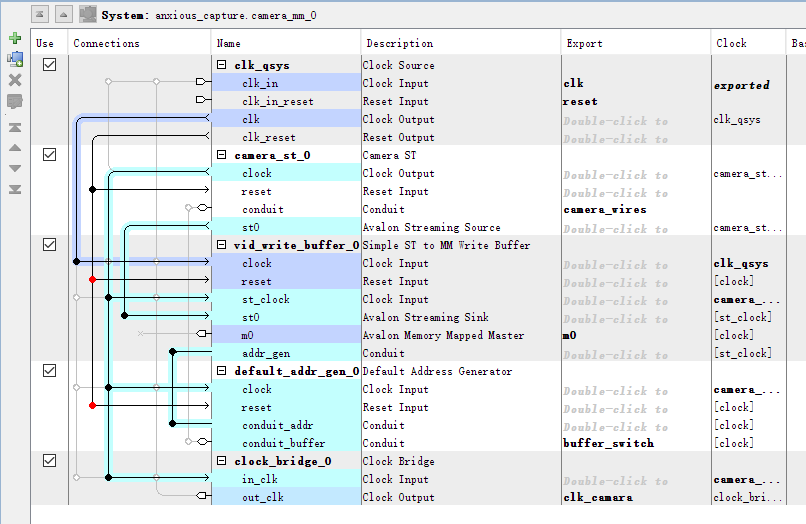 System: anxious_capture.camera_mm_0
Use Connections Name Description Export Clock Bas
clk_qsys Clock Source
clk_in Clock Input clk exported
clk_in_reset Reset Input reset
clk Clock Output Double-click to clk_qsys
clk_reset Reset Output Double-click to
camera_st_0 Camera ST
clock Clock Output Double-click to camera_st...
reset Reset Input Double-click to
conduit Conduit camera_wires
st0 Avalon Streaming Source Double-click to camera_st...
vid_write_buffer_0 Simple ST to MM Write Buffer
clock Clock Input Double-click to clk_qsys
reset Reset Input Double-click to [clock]
st_clock Clock Input Double-click to camera_...
st0 Avalon Streaming Sink Double-click to [st_clock]
m0 Avalon Memory Mapped Master m0 [clock]
addr_gen Conduit Double-click to [st_clock]
default_addr_gen_0 Default Address Generator
clock Clock Input Double-click to camera_...
reset Reset Input Double-click to [clock]
conduit_addr Conduit Double-click to [clock]
conduit_buffer Conduit buffer_switch [clock]
clock_bridge_0 Clock Bridge
in_clk Clock Input Double-click to camera_...
out_clk Clock Output clk_camara clock_bri...